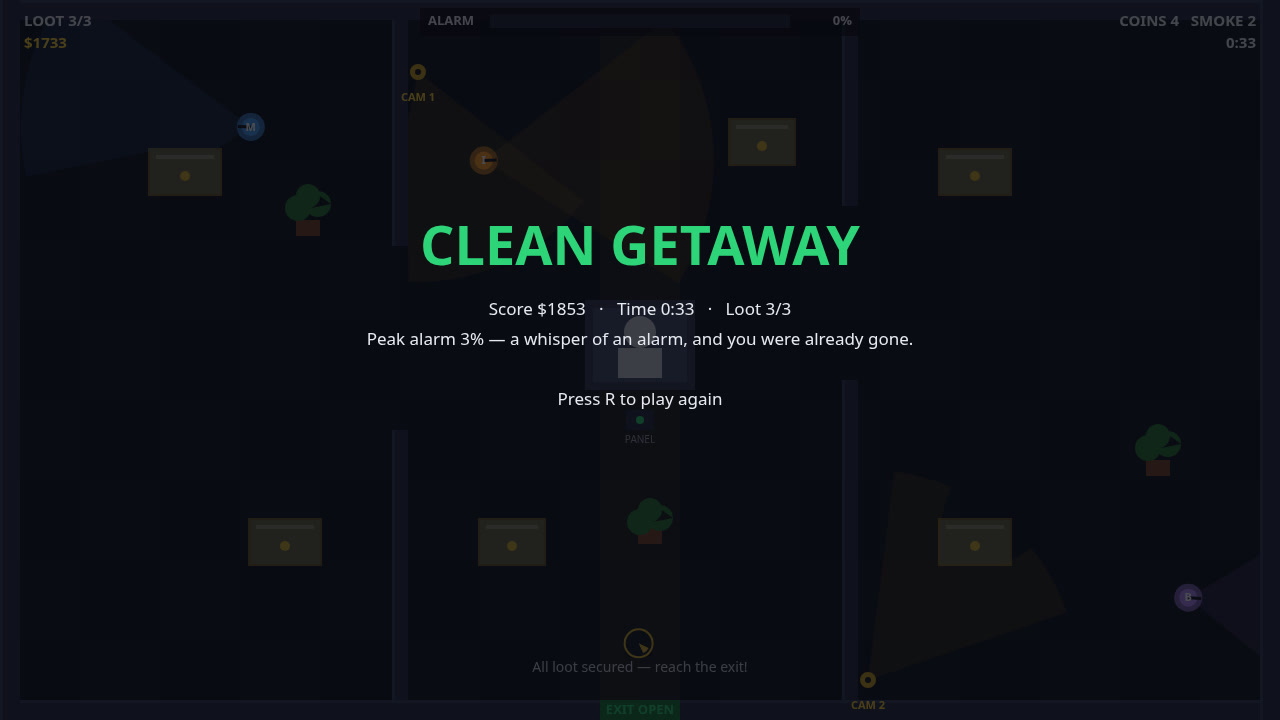 LOOT 3/3
$1733
ALARM 0%
COINS 4 SMOKE 2
0:33
CAM 1
M
CLEAN GETAWAY
Score $1853 · Time 0:33 · Loot 3/3
Peak alarm 3% — a whisper of an alarm, and you were already gone.
Press R to play again
PANEL
B
All loot secured — reach the exit!
EXIT OPEN
CAM 2